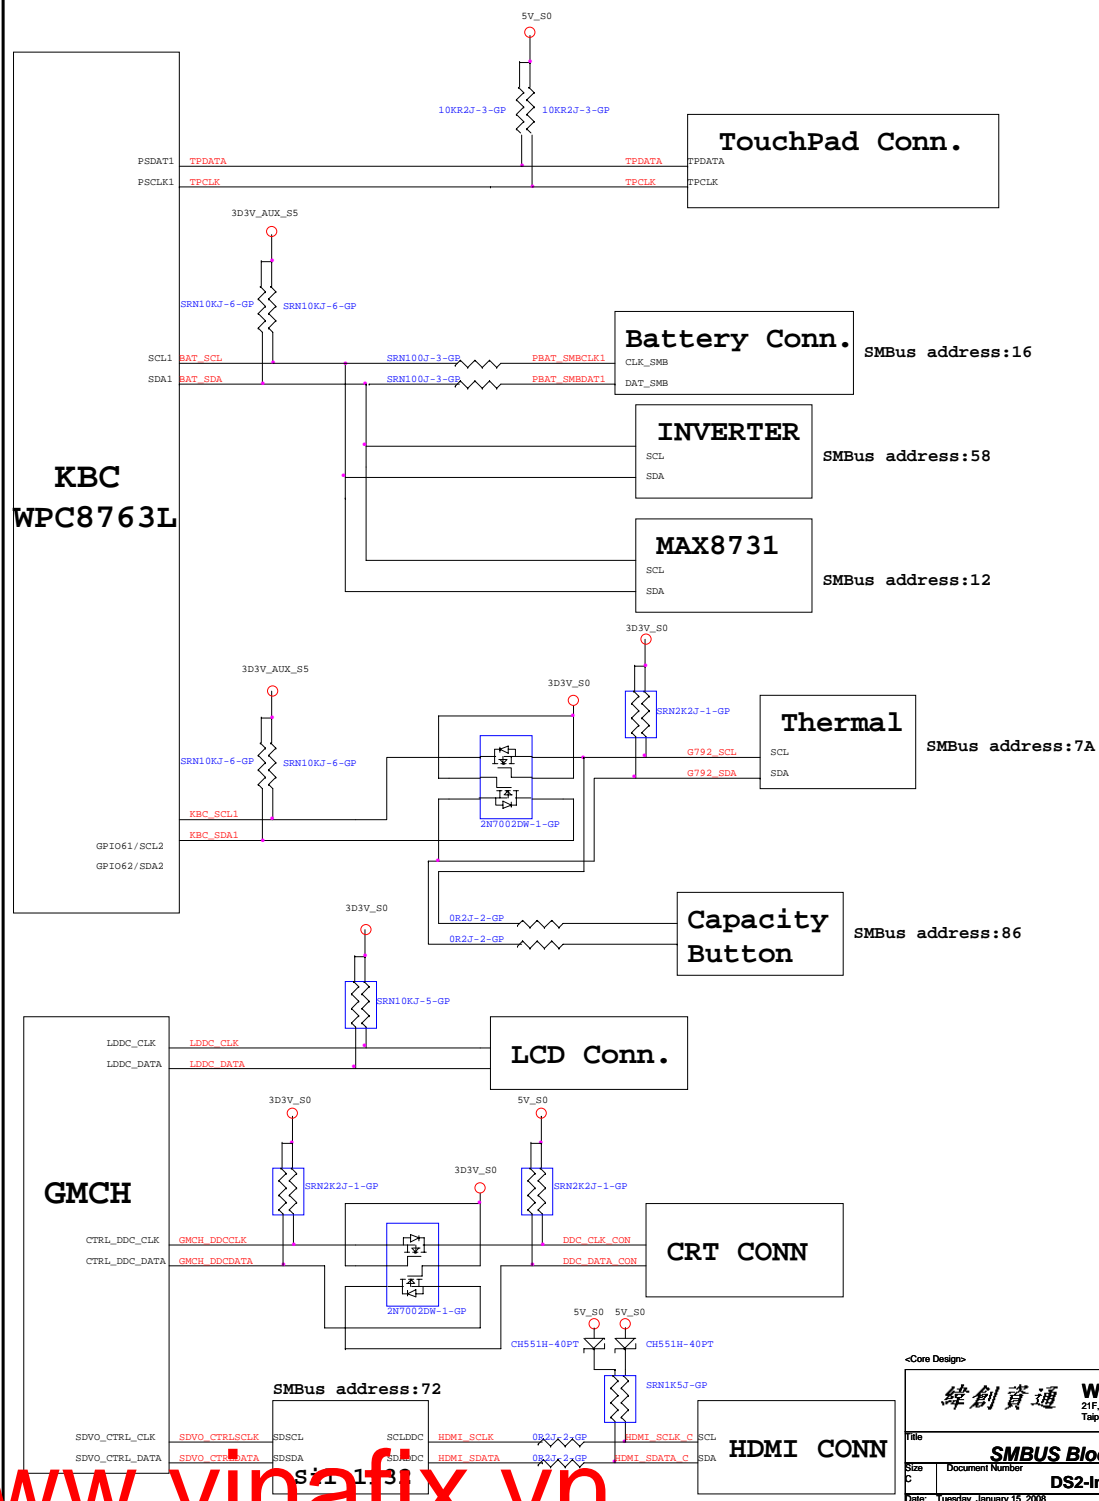 5V_S0
10KR2J-3-GP 10KR2J-3-GP
TouchPad Conn.
PSDAT1 TPDATA TPDATA TPDATA
PSCLK1 TPCLK TPCLK TPCLK
3D3V_AUX_S5
SRN10KJ-6-GP SRN10KJ-6-GP
Battery Conn.
SMBus address:16
SCL1 BAT_SCL SRN100J-3-GP PBAT_SMBCLK1 CLK_SMB
SDA1 BAT_SDA SRN100J-3-GP PBAT_SMBDAT1 DAT_SMB
INVERTER
SCL
SDA
SMBus address:58
KBC
WPC8763L
MAX8731
SCL
SDA
SMBus address:12
3D3V_S0
3D3V_AUX_S5
3D3V_S0
SRN2K2J-1-GP
Thermal
SMBus address:7A
G792_SCL SCL
G792_SDA SDA
SRN10KJ-6-GP SRN10KJ-6-GP
KBC_SCL1
2N7002DW-1-GP
KBC_SDA1
GPIO61/SCL2
GPIO62/SDA2
3D3V_S0
0R2J-2-GP
0R2J-2-GP
Capacity
Button
SMBus address:86
SRN10KJ-5-GP
LDDC_CLK LDDC_CLK
LDDC_DATA LDDC_DATA
LCD Conn.
3D3V_S0 5V_S0
3D3V_S0
GMCH
SRN2K2J-1-GP SRN2K2J-1-GP
CTRL_DDC_CLK GMCH_DDCCLK DDC_CLK_CON
CTRL_DDC_DATA GMCH_DDCDATA DDC_DATA_CON
CRT CONN
2N7002DW-1-GP
5V_S0 5V_S0
CH551H-40PT CH551H-40PT
SRN1K5J-GP
SMBus address:72
SDVO_CTRL_CLK SDVO_CTRLSCLK SDSCL SCLDDC HDMI_SCLK 0R2J-2-GP HDMI_SCLK_C SCL
SDVO_CTRL_DATA SDVO_CTRLDATA SDSDA SDADDC HDMI_SDATA 0R2J-2-GP HDMI_SDATA_C SDA
HDMI CONN
<Core Design>
緯創資通
21F,
Title
Size
C
Document Number
Date: Tuesday, January 15, 2008
www.vinafix.vn